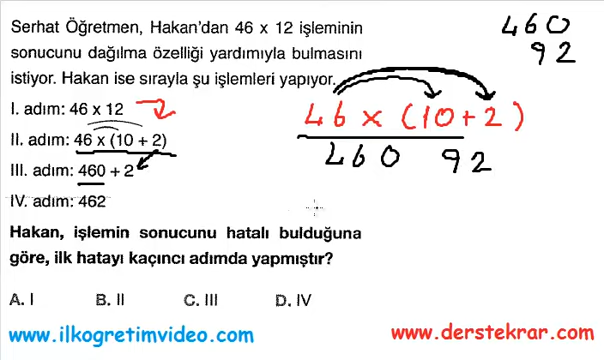 Serhat Öğretmen, Hakan'dan 46 x 12 işleminin
sonucunu dağılma özelliği yardımıyla bulmasını
istiyor. Hakan ise sırayla şu işlemleri yapıyor.
I. adım: 46 x 12
II. adım: 46 x (10 + 2)
III. adım: 460 + 2
IV. adım: 462
Hakan, işlemin sonucunu hatalı bulduğuna
göre, ilk hatayı kaçıncı adımda yapmıştır?
A. I B. II C. III D. IV
www.ilkogretimvideo.com
460
92
46 x (10+2)
460 92
www.derstekrar.com